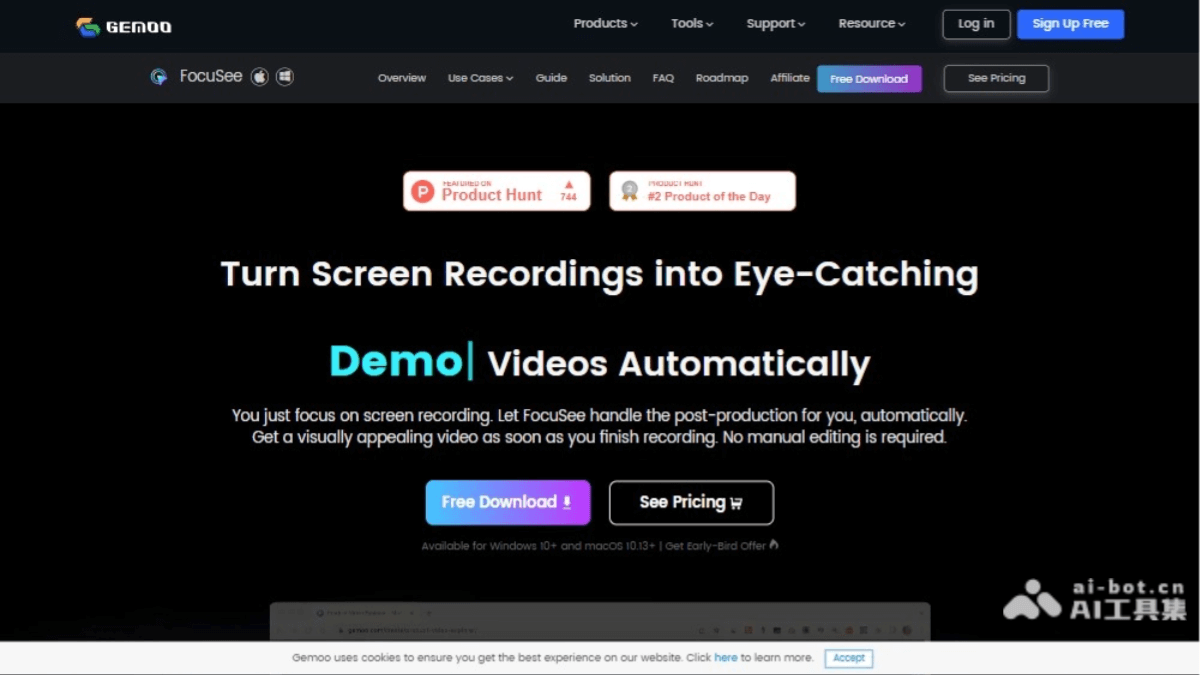 GEMOO
Products Tools Support Resource Log in Sign Up Free
FocuSee Overview Use Cases Guide Solution FAQ Roadmap Affiliate Free Download See Pricing
FEATURED ON
Product Hunt 744
2 PRODUCT HUNT
#2 Product of the Day
Turn Screen Recordings into Eye-Catching
Demo| Videos Automatically
You just focus on screen recording. Let FocuSee handle the post-production for you, automatically.
Get a visually appealing video as soon as you finish recording. No manual editing is required.
Free Download See Pricing
Available for Windows 10+ and macOS 10.13+ | Get Early-Bird Offer
ai-bot.cn
AI工具集
Gemoo uses cookies to ensure you get the best experience on our website. Click here to learn more. Accept